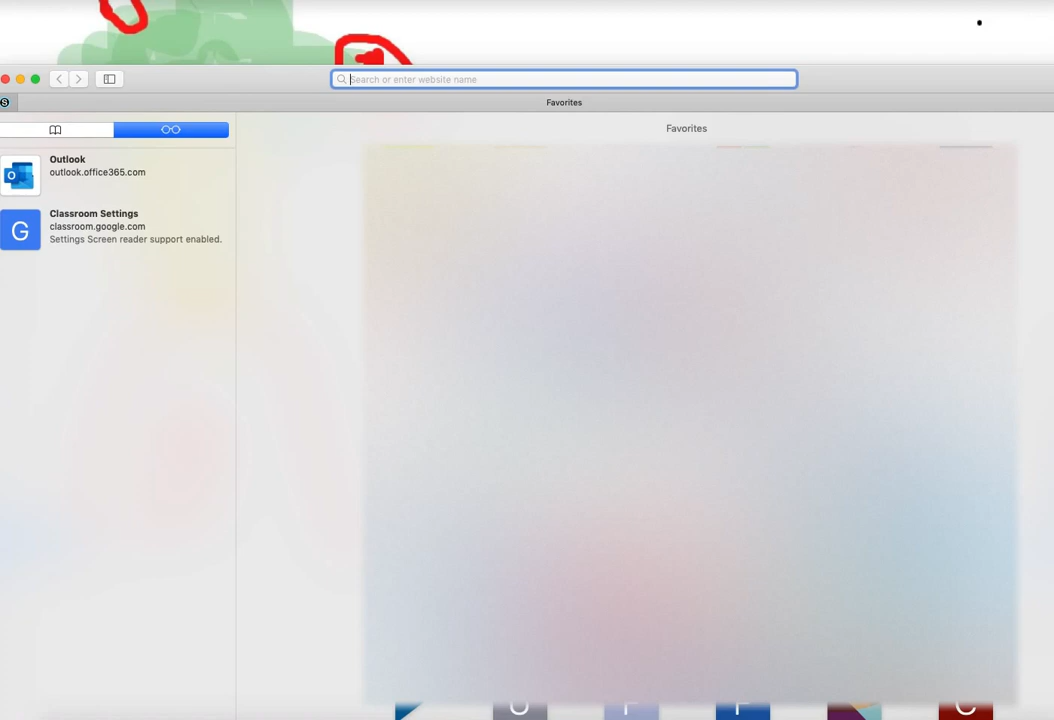 Search or enter website name
Favorites
Favorites
Outlook
outlook.office365.com
Classroom Settings
classroom.google.com
Settings Screen reader support enabled.
S
O
G